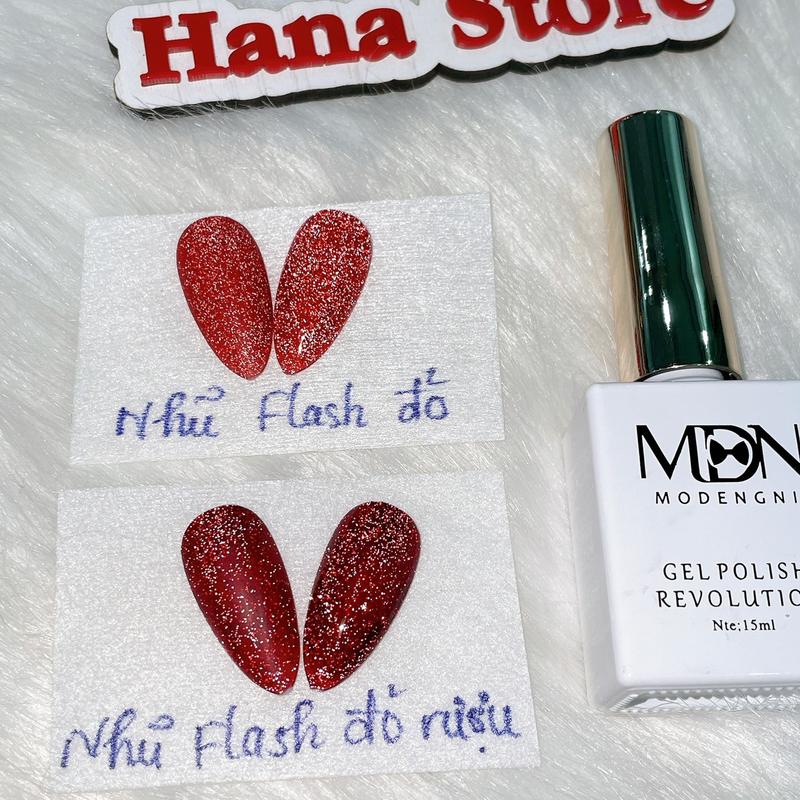 Hana Store
Nhũ Flash đỏ
Nhũ Flash đỏ rượu
MDN
MODENGNI
GEL POLISH
REVOLUTIO
Nte;15ml